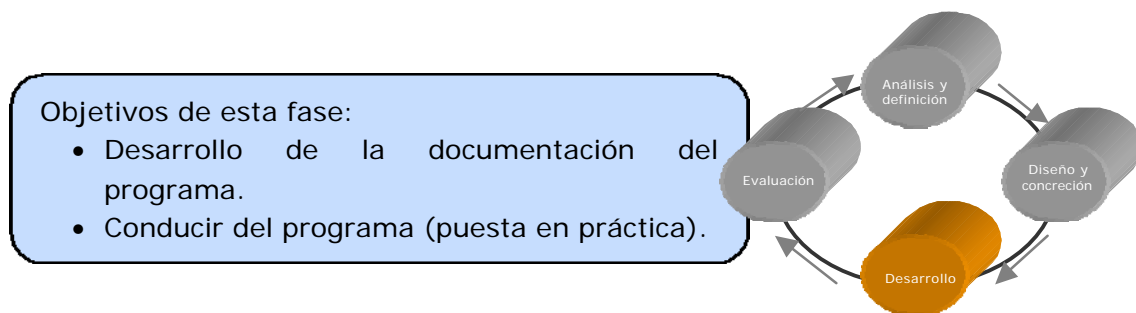 Objetivos de esta fase:
• Desarrollo de la documentación del
programa.
• Conducir del programa (puesta en práctica).
Análisis y
definición
Evaluación
Diseño y
concreción
Desarrollo